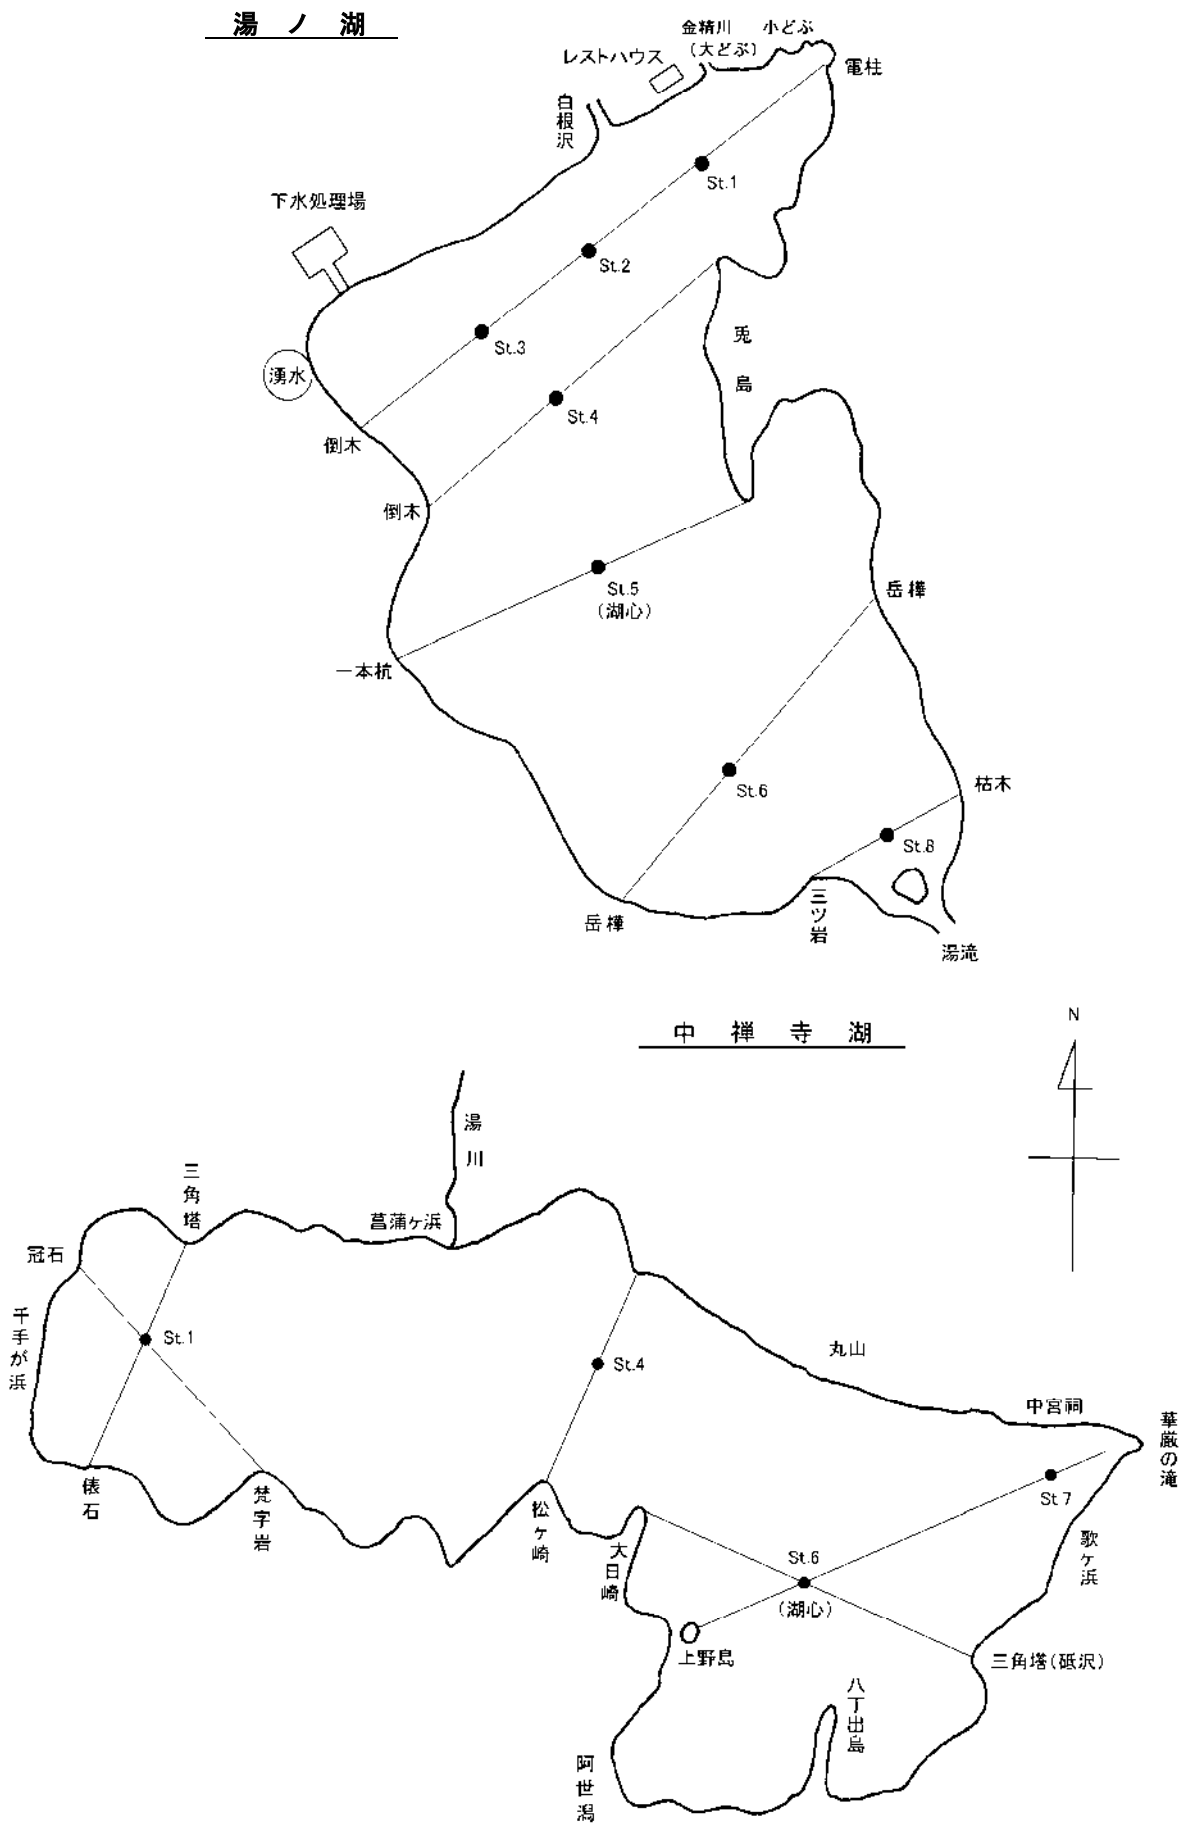 湯ノ湖
金精川
(大どぶ)
小どぶ
レストハウス
電柱
白根沢
St.1
下水処理場
St.2
St.3
兎島
湧水
St.4
倒木
倒木
St.5
(湖心)
岳樺
一本杭
St.6
枯木
St.8
三ツ岩
岳樺
湯滝
中禅寺湖
N
湯川
三角塔
菖蒲ヶ浜
冠石
千手が浜
St.1
St.4
丸山
中宮祠
華厳の滝
俵石
梵字岩
松ヶ崎
St.7
大日崎
St.6
(湖心)
歌ヶ浜
上野島
三角塔(砥沢)
八丁出島
阿世潟